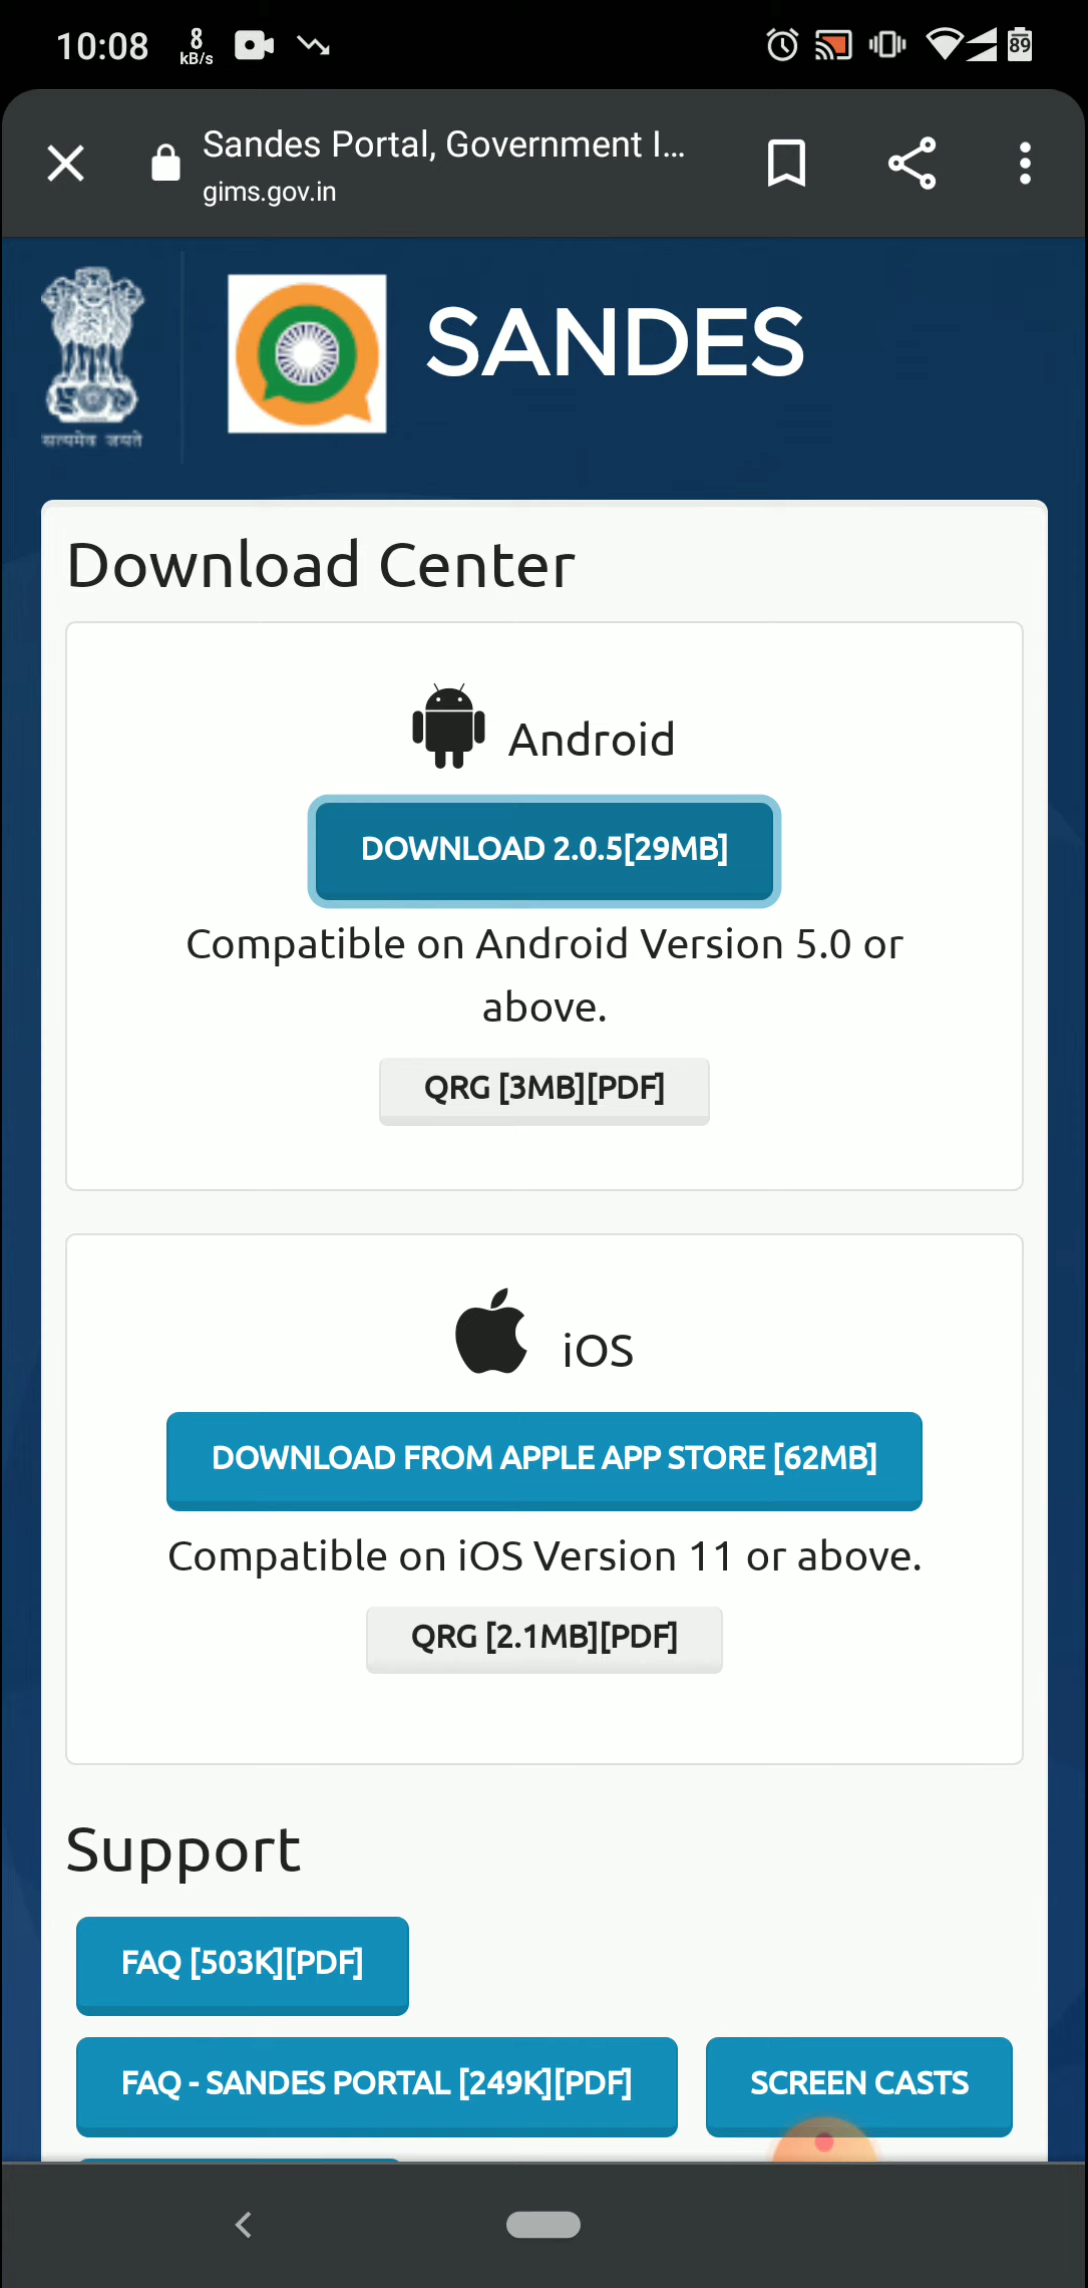 10:08
8
kB/s
89
Sandes Portal, Government I...
gims.gov.in
सत्यमेव जयते
SANDES
Download Center
Android
DOWNLOAD 2.0.5[29MB]
Compatible on Android Version 5.0 or
above.
QRG [3MB][PDF]
iOS
DOWNLOAD FROM APPLE APP STORE [62MB]
Compatible on iOS Version 11 or above.
QRG [2.1MB][PDF]
Support
FAQ [503K][PDF]
FAQ - SANDES PORTAL [249K][PDF]
SCREEN CASTS